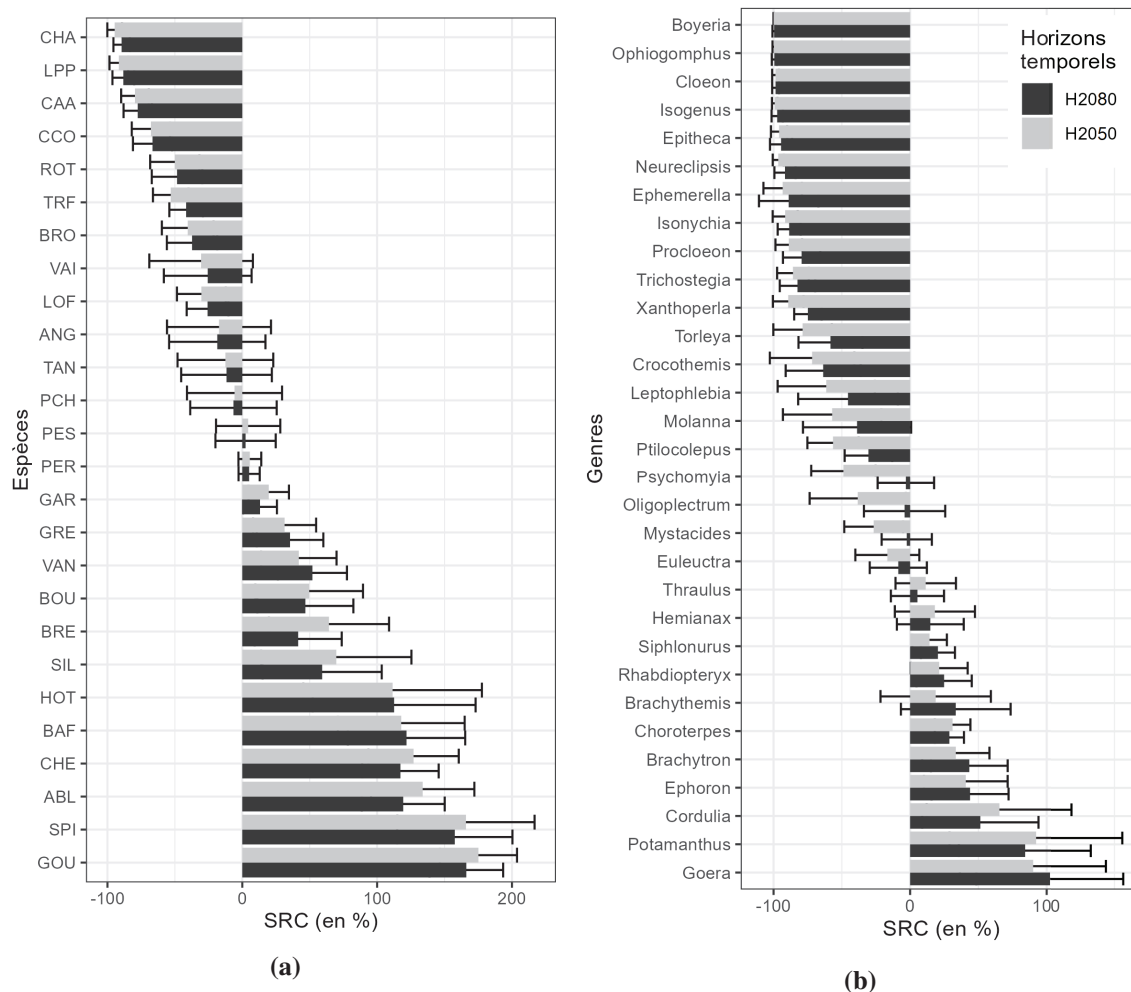 CHA
LPP
CAA
CCO
ROT
TRF
BRO
VAI
LOF
ANG
TAN
PCH
PES
PER
GAR
GRE
VAN
BOU
BRE
SIL
HOT
BAF
CHE
ABL
SPI
GOU
Espèces
-100 0 100 200
SRC (en %)
(a)
Boyeria
Ophiogomphus
Cloeon
Isogenus
Epitheca
Neureclipsis
Ephemerella
Isonychia
Procloeon
Trichostegia
Xanthoperla
Torleya
Crocothemis
Leptophlebia
Molanna
Ptilocolepus
Psychomyia
Oligoplectrum
Mystacides
Euleuctra
Thraulus
Hemianax
Siphlonurus
Rhabdiopteryx
Brachythemis
Choroterpes
Brachytron
Ephoron
Cordulia
Potamanthus
Goera
Genres
-100 0 100
SRC (en %)
Horizons
temporels
H2080
H2050
(b)